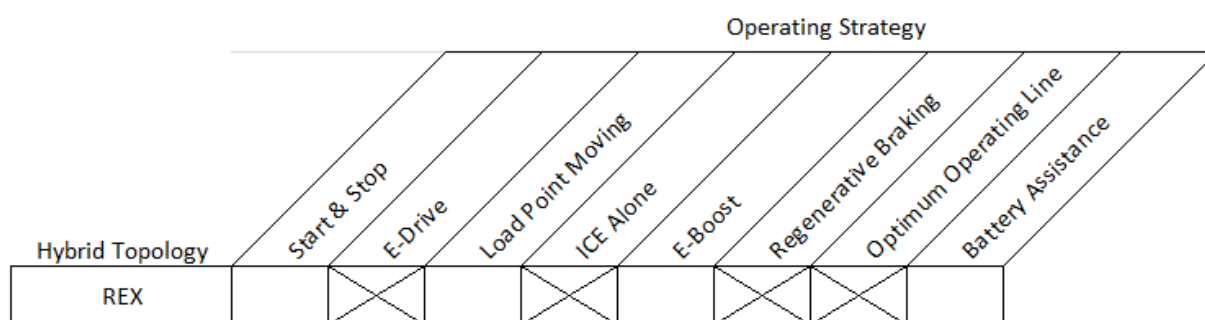 Operating Strategy
Start & Stop
E-Drive
Load Point Moving
ICE Alone
E-Boost
Regenerative Braking
Optimum Operating Line
Battery Assistance
Hybrid Topology
REX